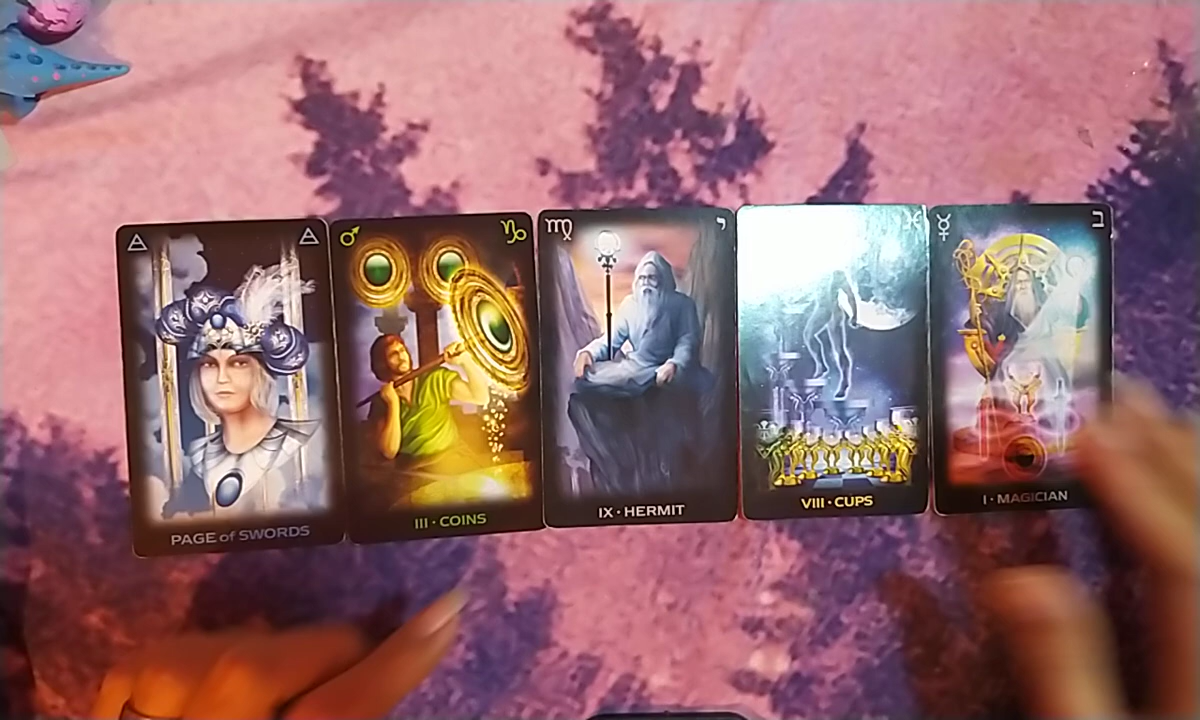 PAGE of SWORDS
III · COINS
IX · HERMIT
VIII · CUPS
I · MAGICIAN